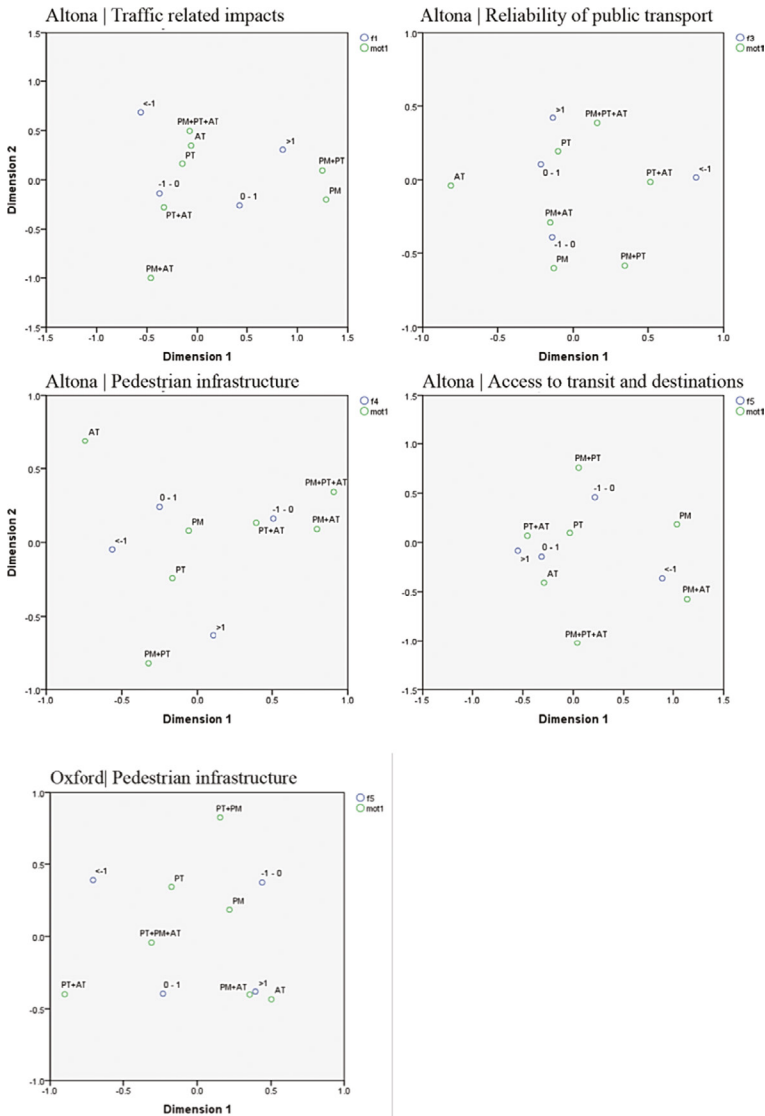 Altona | Traffic related impacts
f1
mot1
Dimension 2
1.5
1.0
0.5
0.0
-0.5
-1.0
-1.5
<-1
PM+PT+AT
AT
PT
>1
PM+PT
PM
-1 - 0
PT+AT
0 - 1
PM+AT
-1.5
-1.0
-0.5
0.0
0.5
1.0
1.5
Dimension 1
Altona | Reliability of public transport
f3
mot1
1.0
0.5
0.0
-0.5
-1.0
>1
PM+PT+AT
PT
0 - 1
AT
PT+AT
<-1
PM+AT
-1 - 0
PM
PM+PT
-1.0
-0.5
0.0
0.5
1.0
Dimension 1
Altona | Pedestrian infrastructure
f4
mot1
Dimension 2
1.0
0.5
0.0
-0.5
-1.0
AT
0 - 1
PM+PT+AT
-1 - 0
PM
PT+AT
PM+AT
<-1
PT
>1
PM+PT
-1.0
-0.5
0.0
0.5
1.0
Dimension 1
Altona | Access to transit and destinations
f5
mot1
1.5
1.0
0.5
0.0
-0.5
-1.0
-1.5
PM+PT
-1 - 0
PM
PT+AT
PT
0 - 1
>1
AT
<-1
PM+AT
PM+PT+AT
-1.5
-1.0
-0.5
0.0
0.5
1.0
1.5
Dimension 1
Oxford| Pedestrian infrastructure
f5
mot1
1.0
0.5
0.0
-0.5
-1.0
PT+PM
<-1
PT
-1 - 0
PM
PT+PM+AT
PT+AT
0 - 1
PM+AT
>1
AT
-1.0
-0.5
0.0
0.5
1.0
Dimension 1